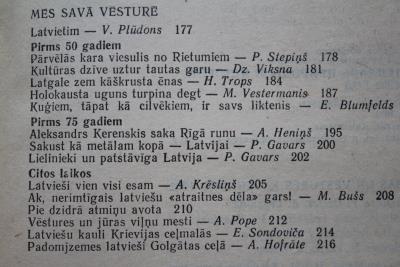 MĒS SAVĀ VĒSTURĒ
Latvietim — V. Plūdons 177
Pirms 50 gadiem
Pārvēlās kara viesulis no Rietumiem — P. Stepiņš 178
Kultūras dzīve uztur tautas garu — Dz. Vīksna 181
Latgale zem kāškrusta ēnas — H. Trops 184
Holokausta uguns turpina degt — M. Vestermanis 187
Kuģiem, tāpat kā cilvēkiem, ir savs liktenis — E. Blumfelds
Pirms 75 gadiem
Aleksandrs Kerenskis saka Rīgā runu — A. Heniņš 195
Sakust kā metālam kopā — Latvijai — P. Gavars 200
Lielinieki un patstāvīga Latvija — P. Gavars 202
Citos laikos
Latvieši vien visi esam — A. Krēsliņš 205
Ak, nerimtīgais latviešu «atraitnes dēla» gars! — M. Bušs 208
Pie dzidrā atmiņu avota 210
Vēstures un jūras viļņu mesti — A. Pope 212
Latviešu kauli Krievijas ceļmalās — E. Sondoviča 214
Padomjzemes latvieši Golgātas ceļā — A. Hofrāte 216